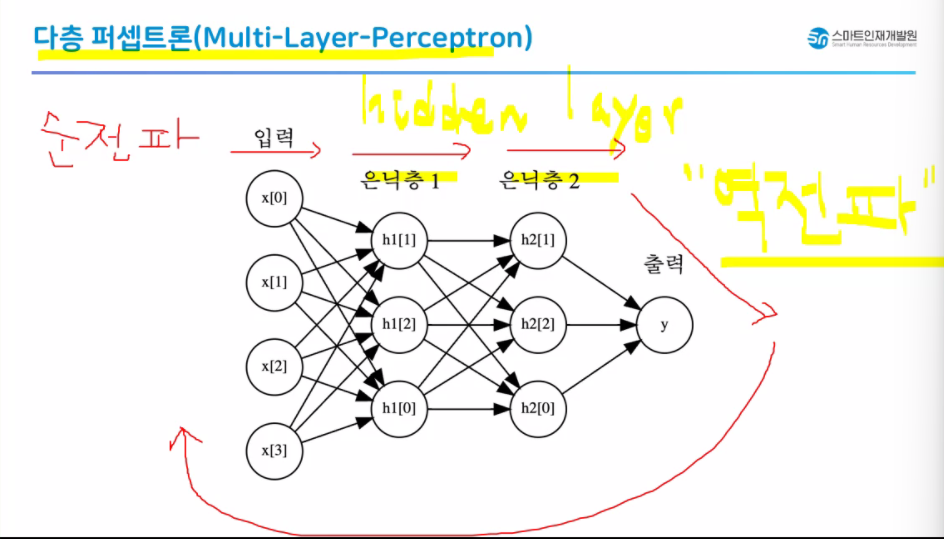 다층 퍼셉트론(Multi-Layer-Perceptron)
스마트인재개발원
Smart Human Resources Development
hidden layer
순전파
입력
은닉층 1
은닉층 2
"역전파"
출력
x[0]
h1[1]
h2[1]
x[1]
h1[2]
h2[2]
y
x[2]
h1[0]
h2[0]
x[3]